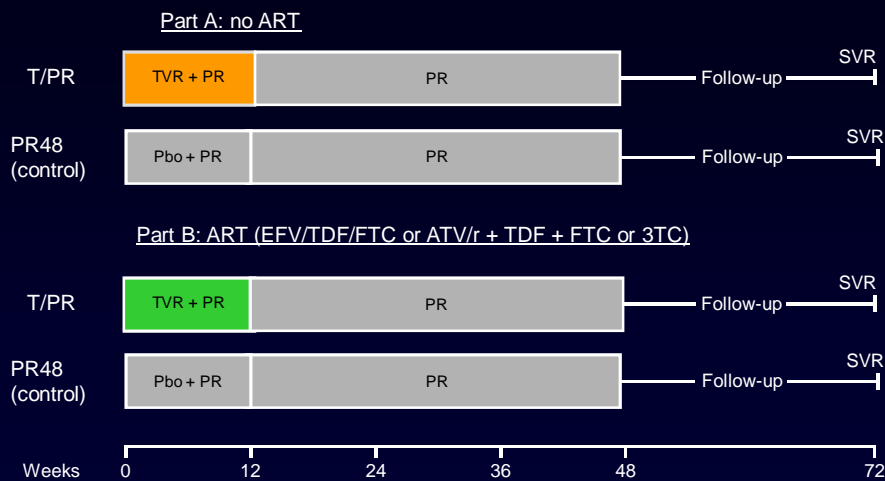 Part A: no ART
SVR
T/PR
TVR + PR
PR
Follow-up
SVR
PR48
(control)
Pbo + PR
PR
Follow-up
Part B: ART (EFV/TDF/FTC or ATV/r + TDF + FTC or 3TC)
SVR
T/PR
TVR + PR
PR
Follow-up
SVR
PR48
(control)
Pbo + PR
PR
Follow-up
Weeks 0 12 24 36 48 72